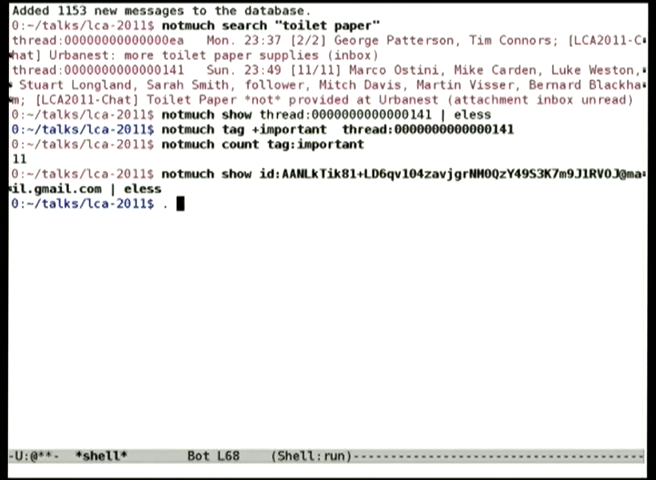 Added 1153 new messages to the database.
0:~/talks/lca-2011$ notmuch search "toilet paper"
thread:00000000000000ea   Mon. 23:37 [2/2] George Patterson, Tim Connors; [LCA2011-C
hat] Urbanest: more toilet paper supplies (inbox)
thread:0000000000000141   Sun. 23:49 [11/11] Marco Ostini, Mike Carden, Luke Weston,
Stuart Longland, Sarah Smith, follower, Mitch Davis, Martin Visser, Bernard Blackha
m; [LCA2011-Chat] Toilet Paper *not* provided at Urbanest (attachment inbox unread)
0:~/talks/lca-2011$ notmuch show thread:0000000000000141 | eless
0:~/talks/lca-2011$ notmuch tag +important  thread:0000000000000141
0:~/talks/lca-2011$ notmuch count tag:important
11
0:~/talks/lca-2011$ notmuch show id:AANLkTik81+LD6qv104zavjgrNM0QzY49S3K7m9J1RVOJ@ma
il.gmail.com | eless
0:~/talks/lca-2011$ .
-U:@**-  *shell*        Bot L68    (Shell:run)----------------------------------------